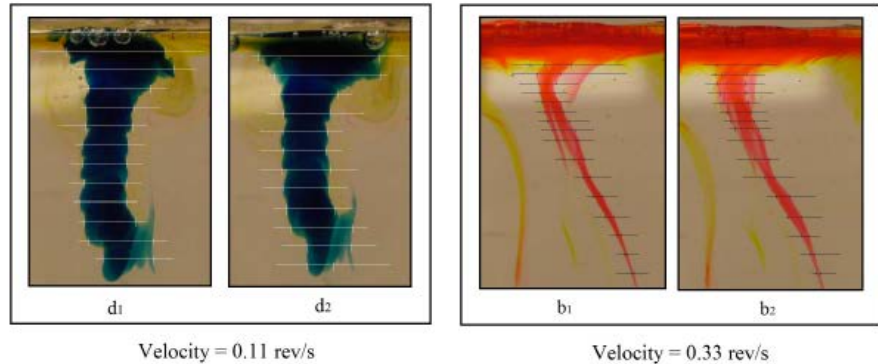 d1 d2 b1 b2
Velocity = 0.11 rev/s Velocity = 0.33 rev/s